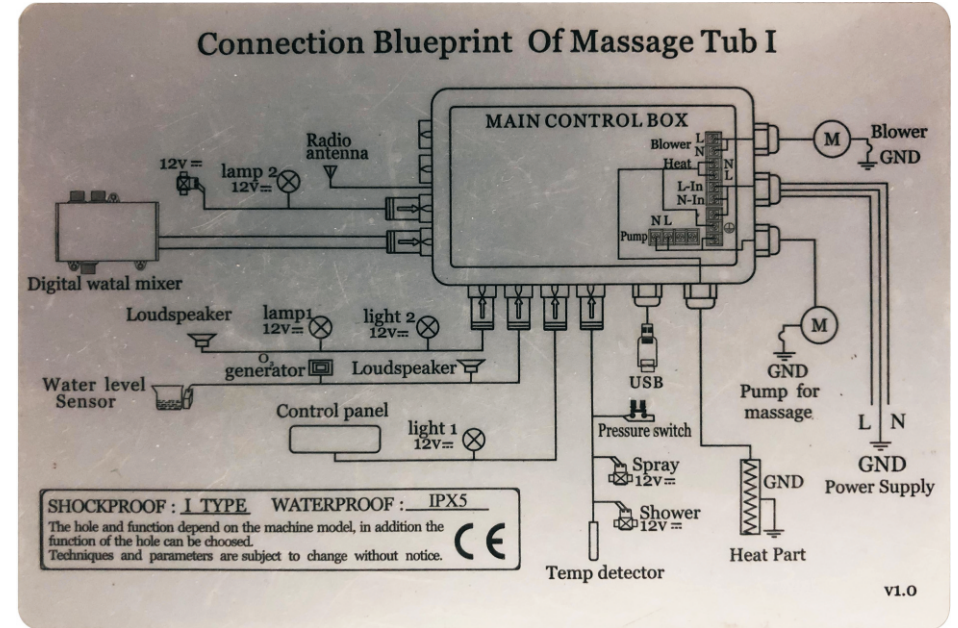 Connection Blueprint Of Massage Tub I
MAIN CONTROL BOX
Blower
L
N
Heat
N
L
L-In
N-In
N L
Pump
M
Blower
GND
Radio
antenna
12V
lamp 2
12V
Digital watal mixer
Loudspeaker
lamp1
12V
light 2
12V
O3
generator
Loudspeaker
Water level
Sensor
Control panel
light 1
12V
USB
Pressure switch
Spray
12V
Shower
12V
Temp detector
M
GND
Pump for
massage
L N
GND
Power Supply
GND
Heat Part
SHOCKPROOF : I TYPE WATERPROOF : IPX5
The hole and function depend on the machine model, in addition the
function of the hole can be choosed.
Techniques and parameters are subject to change without notice.
CE
V1.0